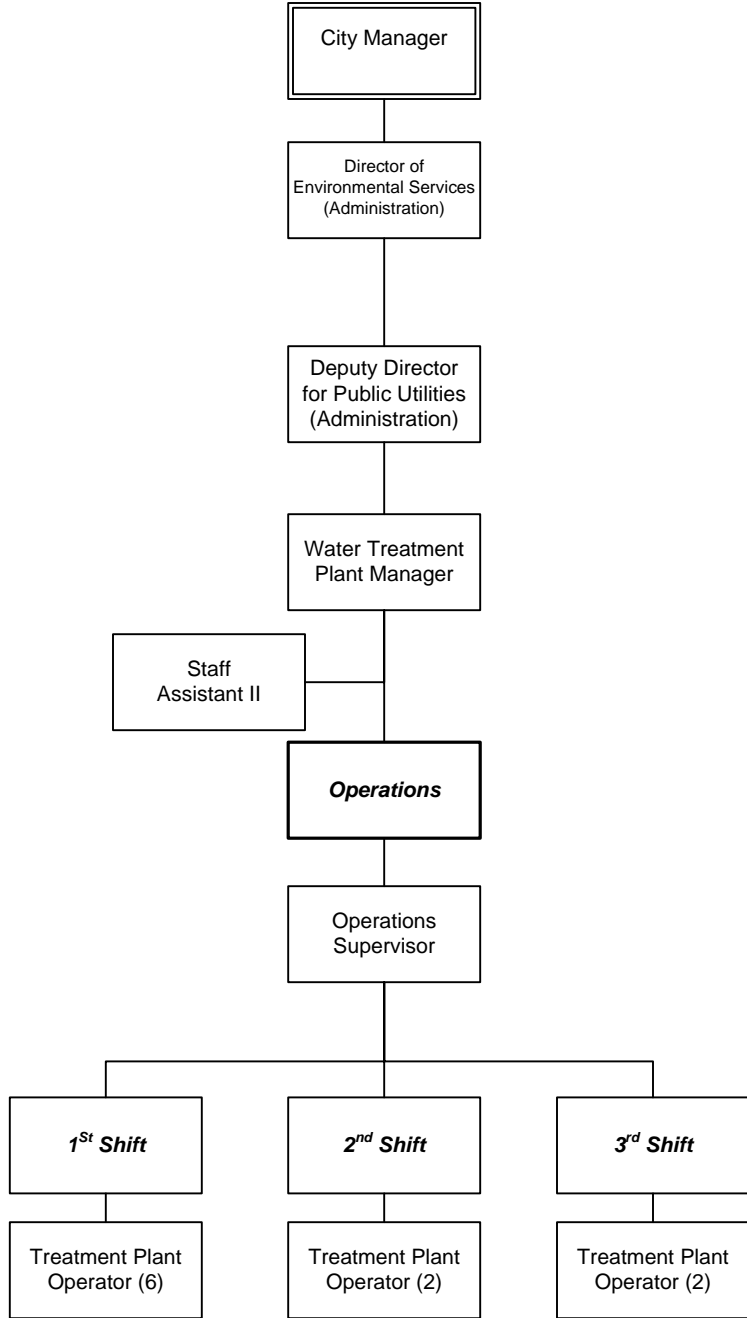 City Manager
Director of
Environmental Services
(Administration)
Deputy Director
for Public Utilities
(Administration)
Water Treatment
Plant Manager
Staff
Assistant II
Operations
Operations
Supervisor
1St Shift
2nd Shift
3rd Shift
Treatment Plant
Operator (6)
Treatment Plant
Operator (2)
Treatment Plant
Operator (2)